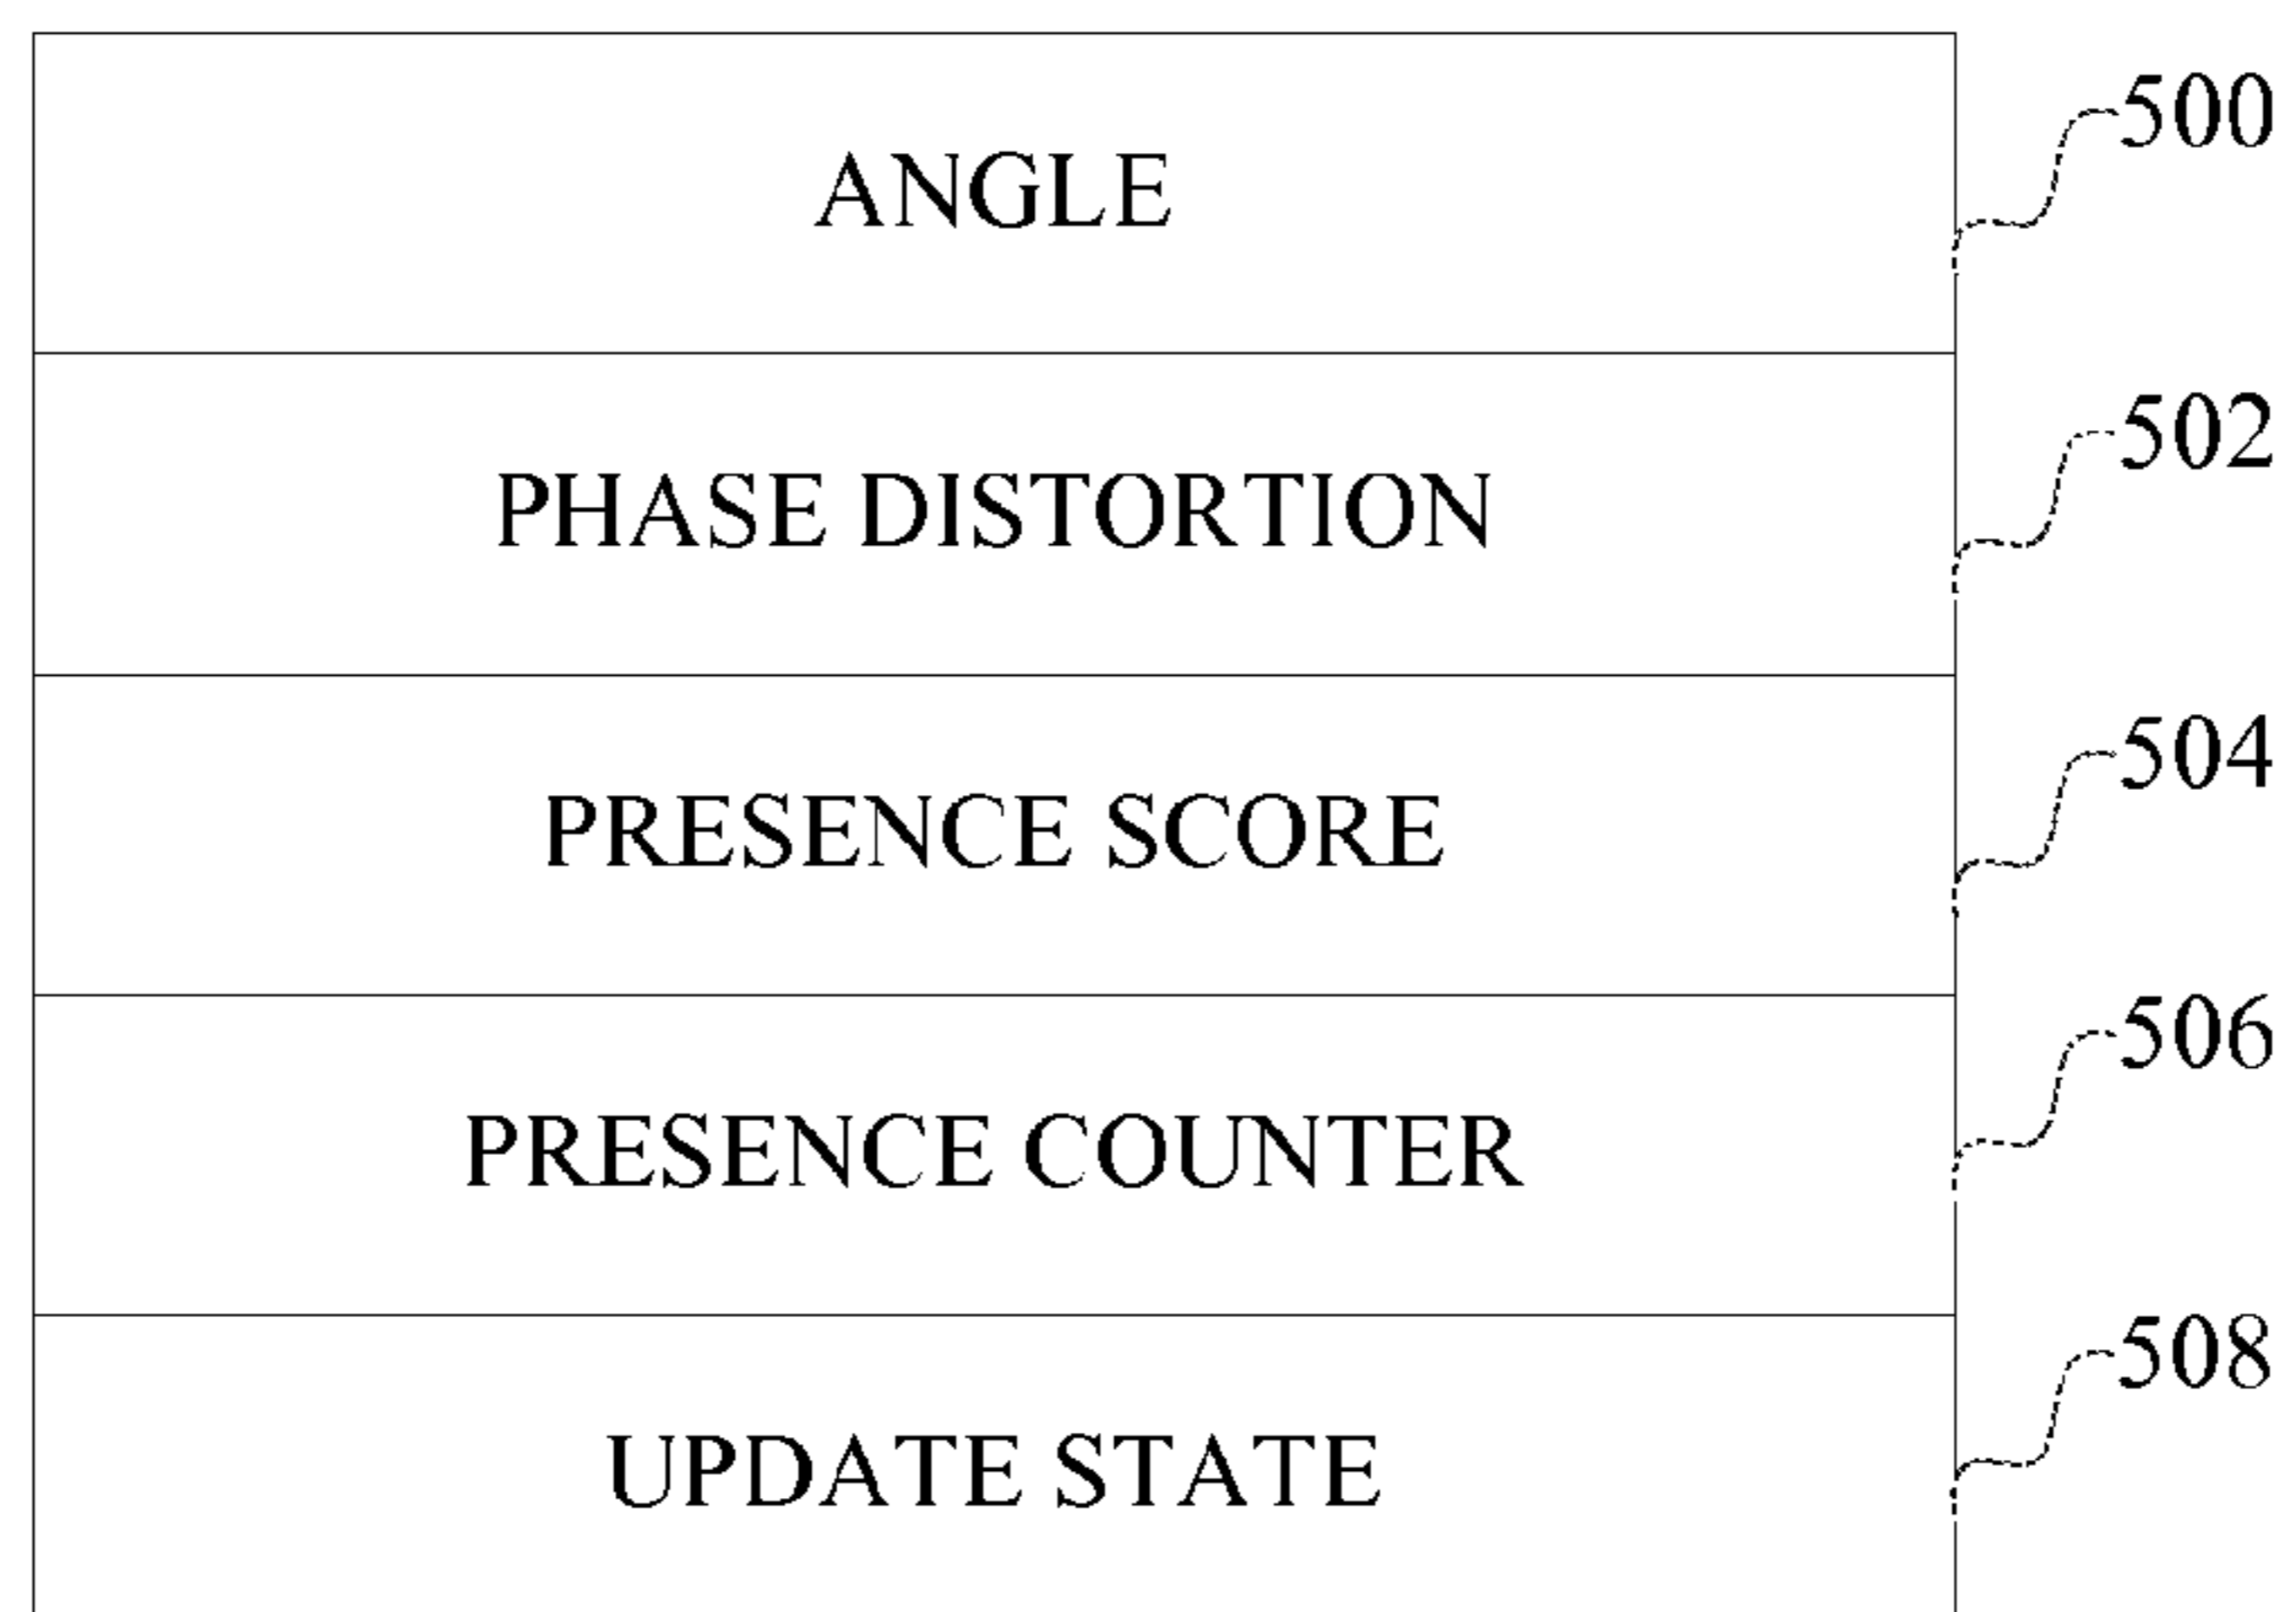 500
ANGLE
502
PHASE DISTORTION
504
PRESENCE SCORE
506
PRESENCE COUNTER
508
UPDATE STATE